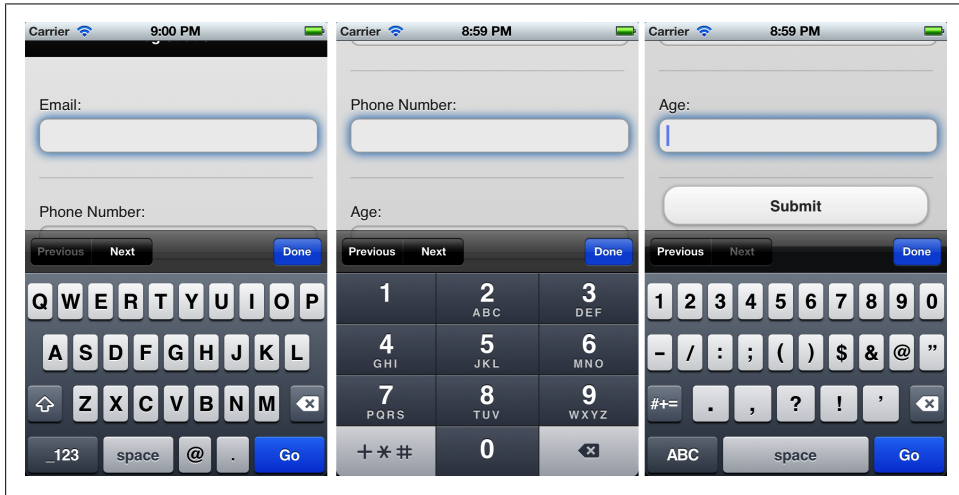 Carrier 9:00 PM
Email:
Phone Number:
Previous Next Done
Q W E R T Y U I O P
A S D F G H J K L
Z X C V B N M
_123 space @ . Go
Carrier 8:59 PM
Phone Number:
Age:
Previous Next Done
1 2 3
ABC DEF
4 5 6
GHI JKL MNO
7 8 9
PQRS TUV WXYZ
+*# 0
Carrier 8:59 PM
Age:
Submit
Previous Next Done
1 2 3 4 5 6 7 8 9 0
- / : ; ( ) $ & @ ”
#+= . , ? ! ’
ABC space Go